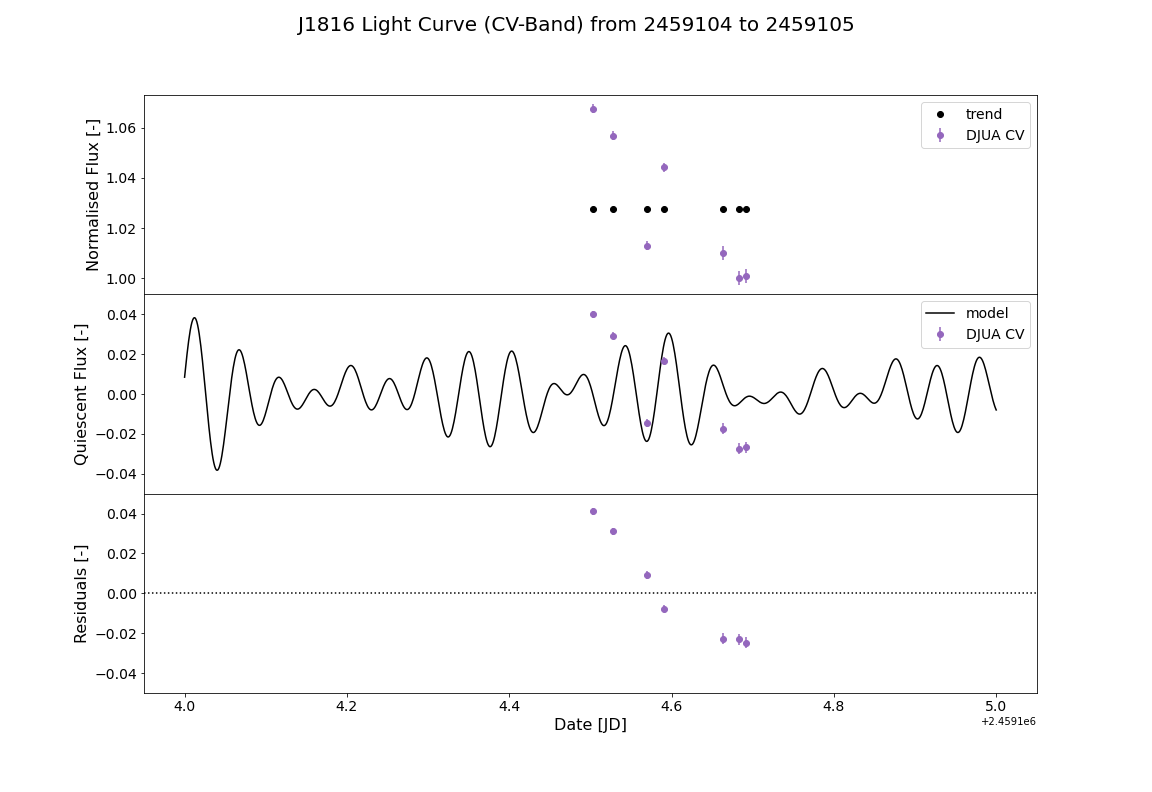 J1816 Light Curve (CV-Band) from 2459104 to 2459105
Normalised Flux [-]
1.06
1.04
1.02
1.00
trend
DJUA CV
Quiescent Flux [-]
0.04
0.02
0.00
−0.02
−0.04
model
DJUA CV
Residuals [-]
0.04
0.02
0.00
−0.02
−0.04
4.0 4.2 4.4 4.6 4.8 5.0
+2.4591e6
Date [JD]